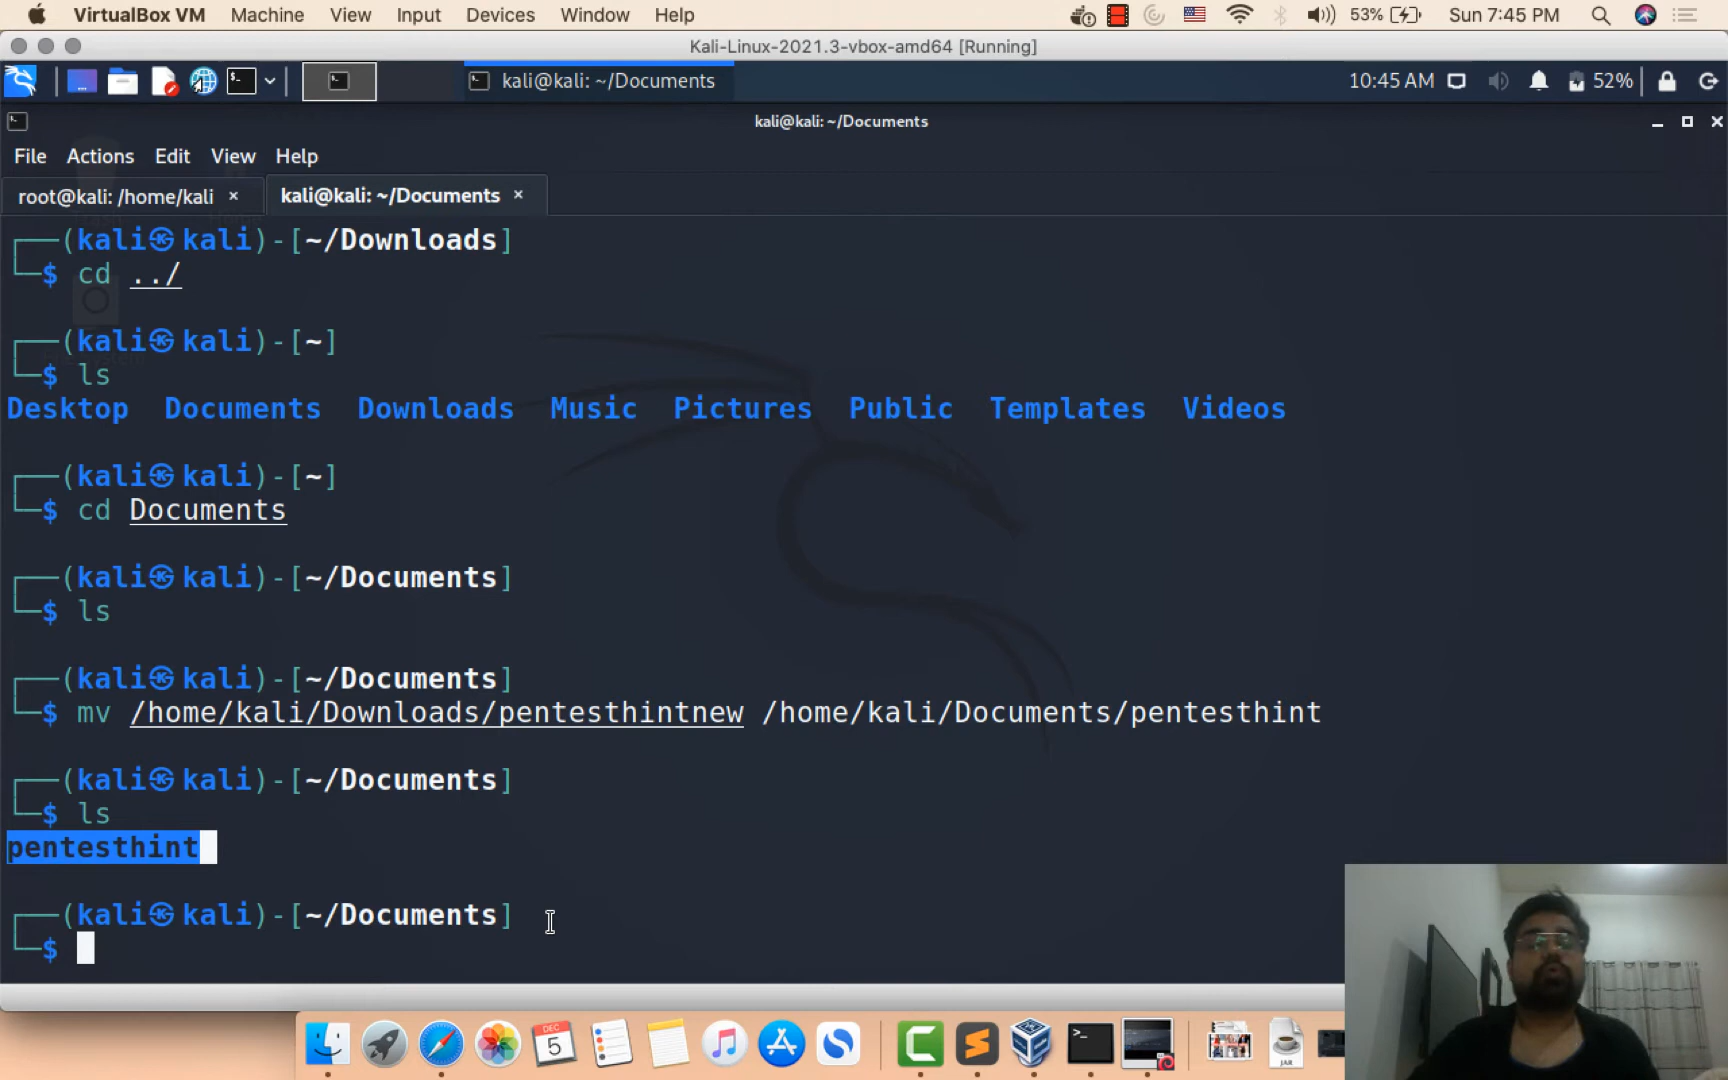 VirtualBox VM Machine View Input Devices Window Help 53% Sun 7:45 PM
Kali-Linux-2021.3-vbox-amd64 [Running]
kali@kali: ~/Documents 10:45 AM 52%
kali@kali: ~/Documents
File Actions Edit View Help
root@kali: /home/kali × kali@kali: ~/Documents ×
┌──(kali㉿kali)-[~/Downloads]
└─$ cd ../
┌──(kali㉿kali)-[~]
└─$ ls
Desktop Documents Downloads Music Pictures Public Templates Videos
┌──(kali㉿kali)-[~]
└─$ cd Documents
┌──(kali㉿kali)-[~/Documents]
└─$ ls
┌──(kali㉿kali)-[~/Documents]
└─$ mv /home/kali/Downloads/pentesthintnew /home/kali/Documents/pentesthint
┌──(kali㉿kali)-[~/Documents]
└─$ ls
pentesthint
┌──(kali㉿kali)-[~/Documents]
└─$
DEC
5
JAR